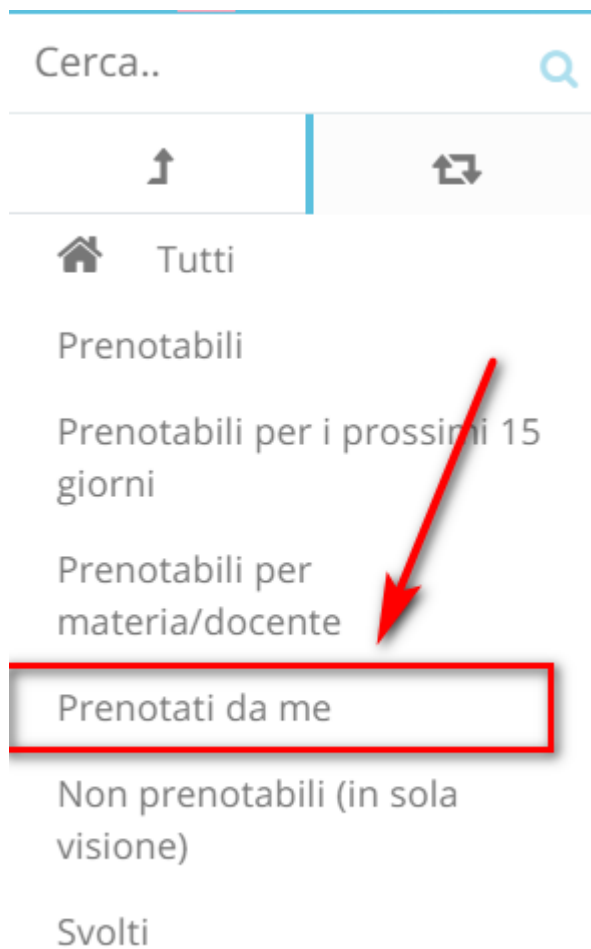 Cerca..
Tutti
Prenotabili
Prenotabili per i prossimi 15
giorni
Prenotabili per
materia/docente
Prenotati da me
Non prenotabili (in sola
visione)
Svolti